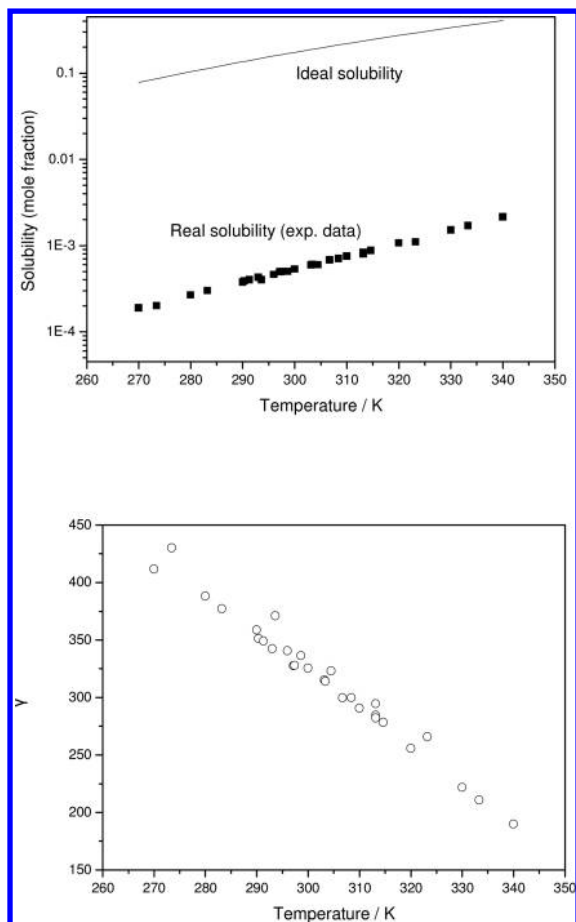 0.1
Ideal solubility
Solubility (mole fraction)
0.01
Real solubility (exp. data)
1E-3
1E-4
260 270 280 290 300 310 320 330 340 350
Temperature / K
450
400
350
300
γ
250
200
150
260 270 280 290 300 310 320 330 340 350
Temperature / K